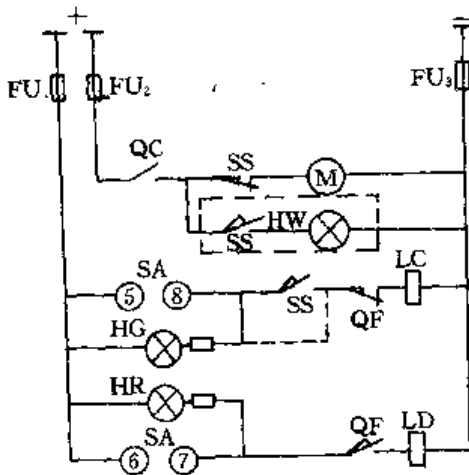 +
FU₁ FU₂ FU₃
QC SS M
SS HW
SA LC
5 8 SS QF
HG
HR
SA QF LD
6 7